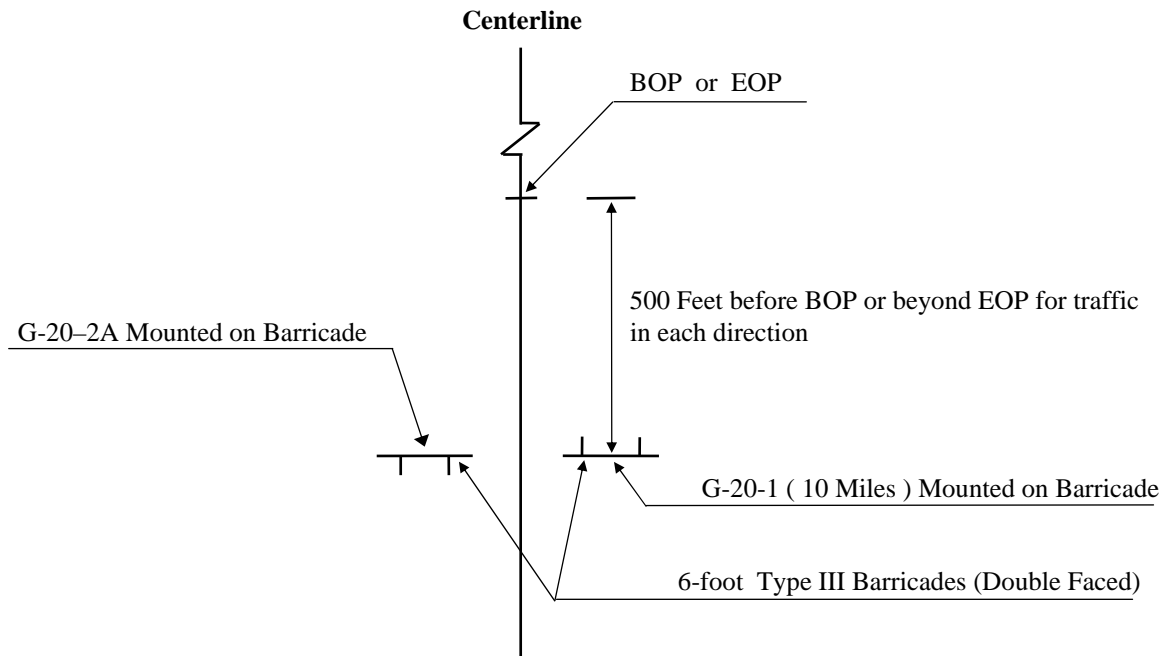 Centerline
BOP or EOP
500 Feet before BOP or beyond EOP for traffic
in each direction
G-20–2A Mounted on Barricade
G-20-1 ( 10 Miles ) Mounted on Barricade
6-foot Type III Barricades (Double Faced)